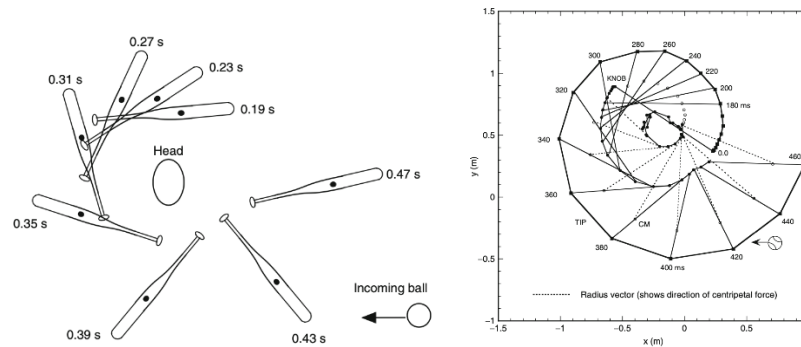 0.27 s
0.23 s
0.31 s
0.19 s
Head
0.47 s
0.35 s
Incoming ball
0.39 s
0.43 s
1.5
1
0.5
0
−0.5
−1
−1.5
y (m)
300
280
260
240
220
200
180 ms
KNOB
320
340
0.0
460
360
TIP
CM
440
380
400 ms
420
Radius vector (shows direction of centripetal force)
−1.5
−1
−0.5
0
0.5
x (m)